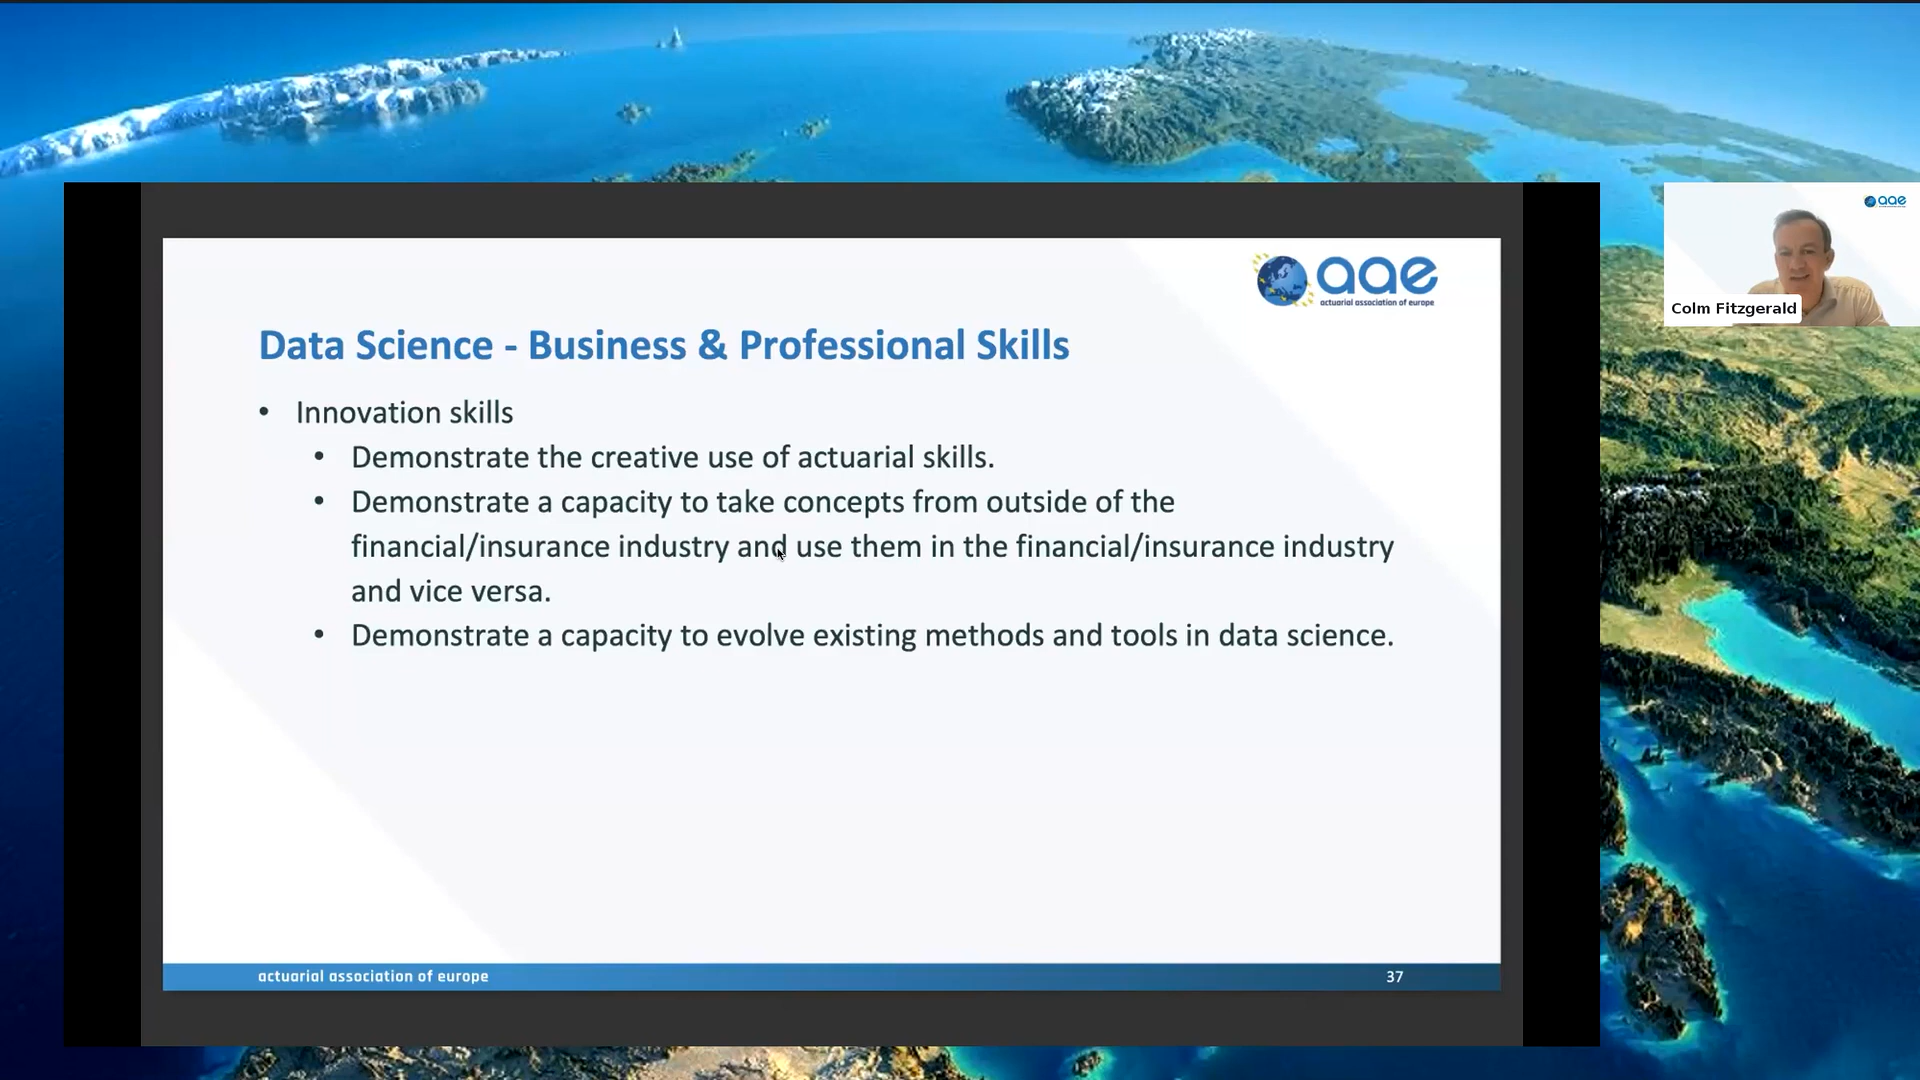 aae
actuarial association of europe
aae
Colm Fitzgerald
Data Science - Business & Professional Skills
• Innovation skills
• Demonstrate the creative use of actuarial skills.
• Demonstrate a capacity to take concepts from outside of the
financial/insurance industry and use them in the financial/insurance industry
and vice versa.
• Demonstrate a capacity to evolve existing methods and tools in data science.
actuarial association of europe
37